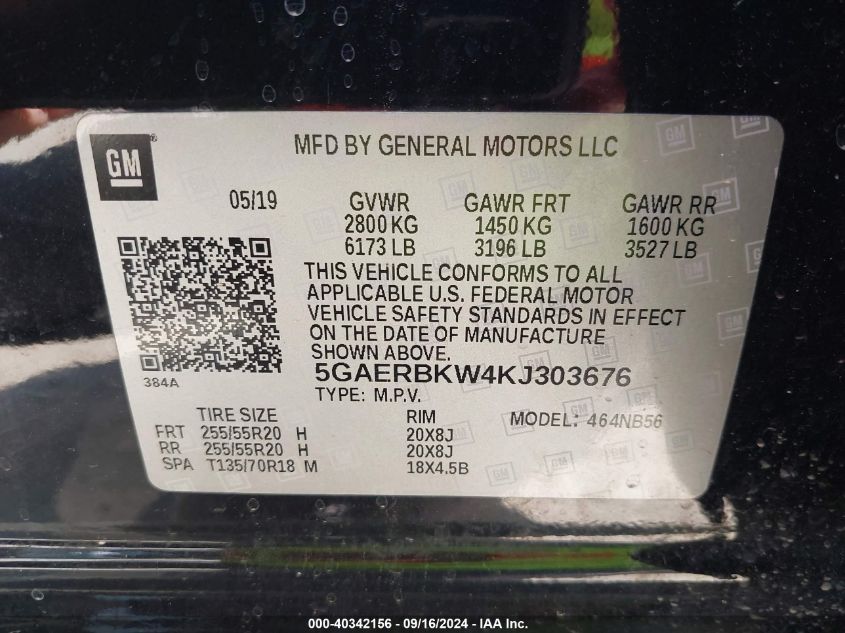 GM
MFD BY GENERAL MOTORS LLC
05/19 GVWR GAWR FRT GAWR RR
2800 KG 1450 KG 1600 KG
6173 LB 3196 LB 3527 LB
THIS VEHICLE CONFORMS TO ALL
APPLICABLE U.S. FEDERAL MOTOR
VEHICLE SAFETY STANDARDS IN EFFECT
ON THE DATE OF MANUFACTURE
SHOWN ABOVE.
384A
5GAERBKW4KJ303676
TYPE: M.P.V.
MODEL: 464NB56
TIRE SIZE RIM
FRT 255/55R20 H 20X8J
RR 255/55R20 H 20X8J
SPA T135/70R18 M 18X4.5B
000-40342156 - 09/16/2024 - IAA Inc.